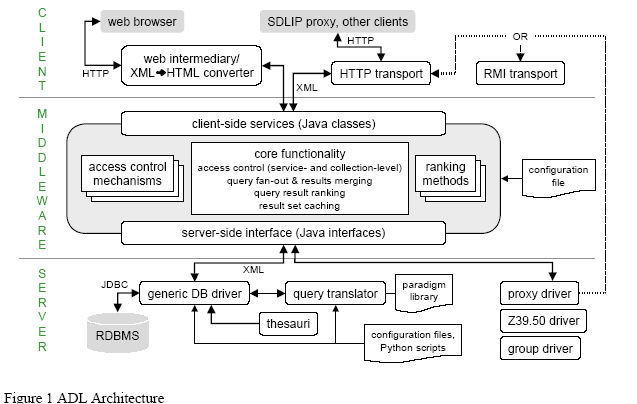 CLIENT
web browser
SDLIP proxy, other clients
HTTP
OR
HTTP
web intermediary/
XML➔HTML converter
HTTP transport
RMI transport
XML
MIDDLEWARE
client-side services (Java classes)
access control
mechanisms
core functionality
access control (service- and collection-level)
query fan-out & results merging
query result ranking
result set caching
ranking
methods
configuration
file
server-side interface (Java interfaces)
SERVER
XML
JDBC
generic DB driver
query translator
paradigm
library
proxy driver
RDBMS
thesauri
Z39.50 driver
configuration files,
Python scripts
group driver
Figure 1 ADL Architecture